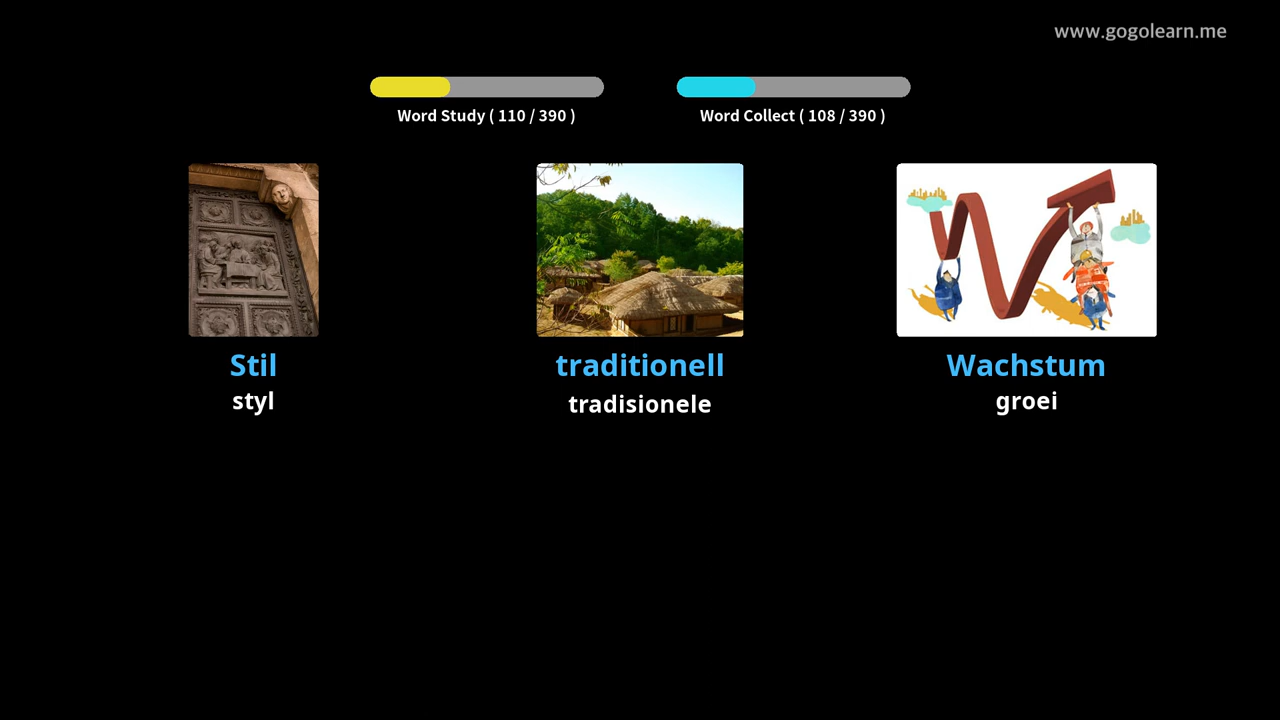 www.gogolearn.me
Word Study ( 110 / 390 )
Word Collect ( 108 / 390 )
Stil
styl
traditionell
tradisionele
Wachstum
groei